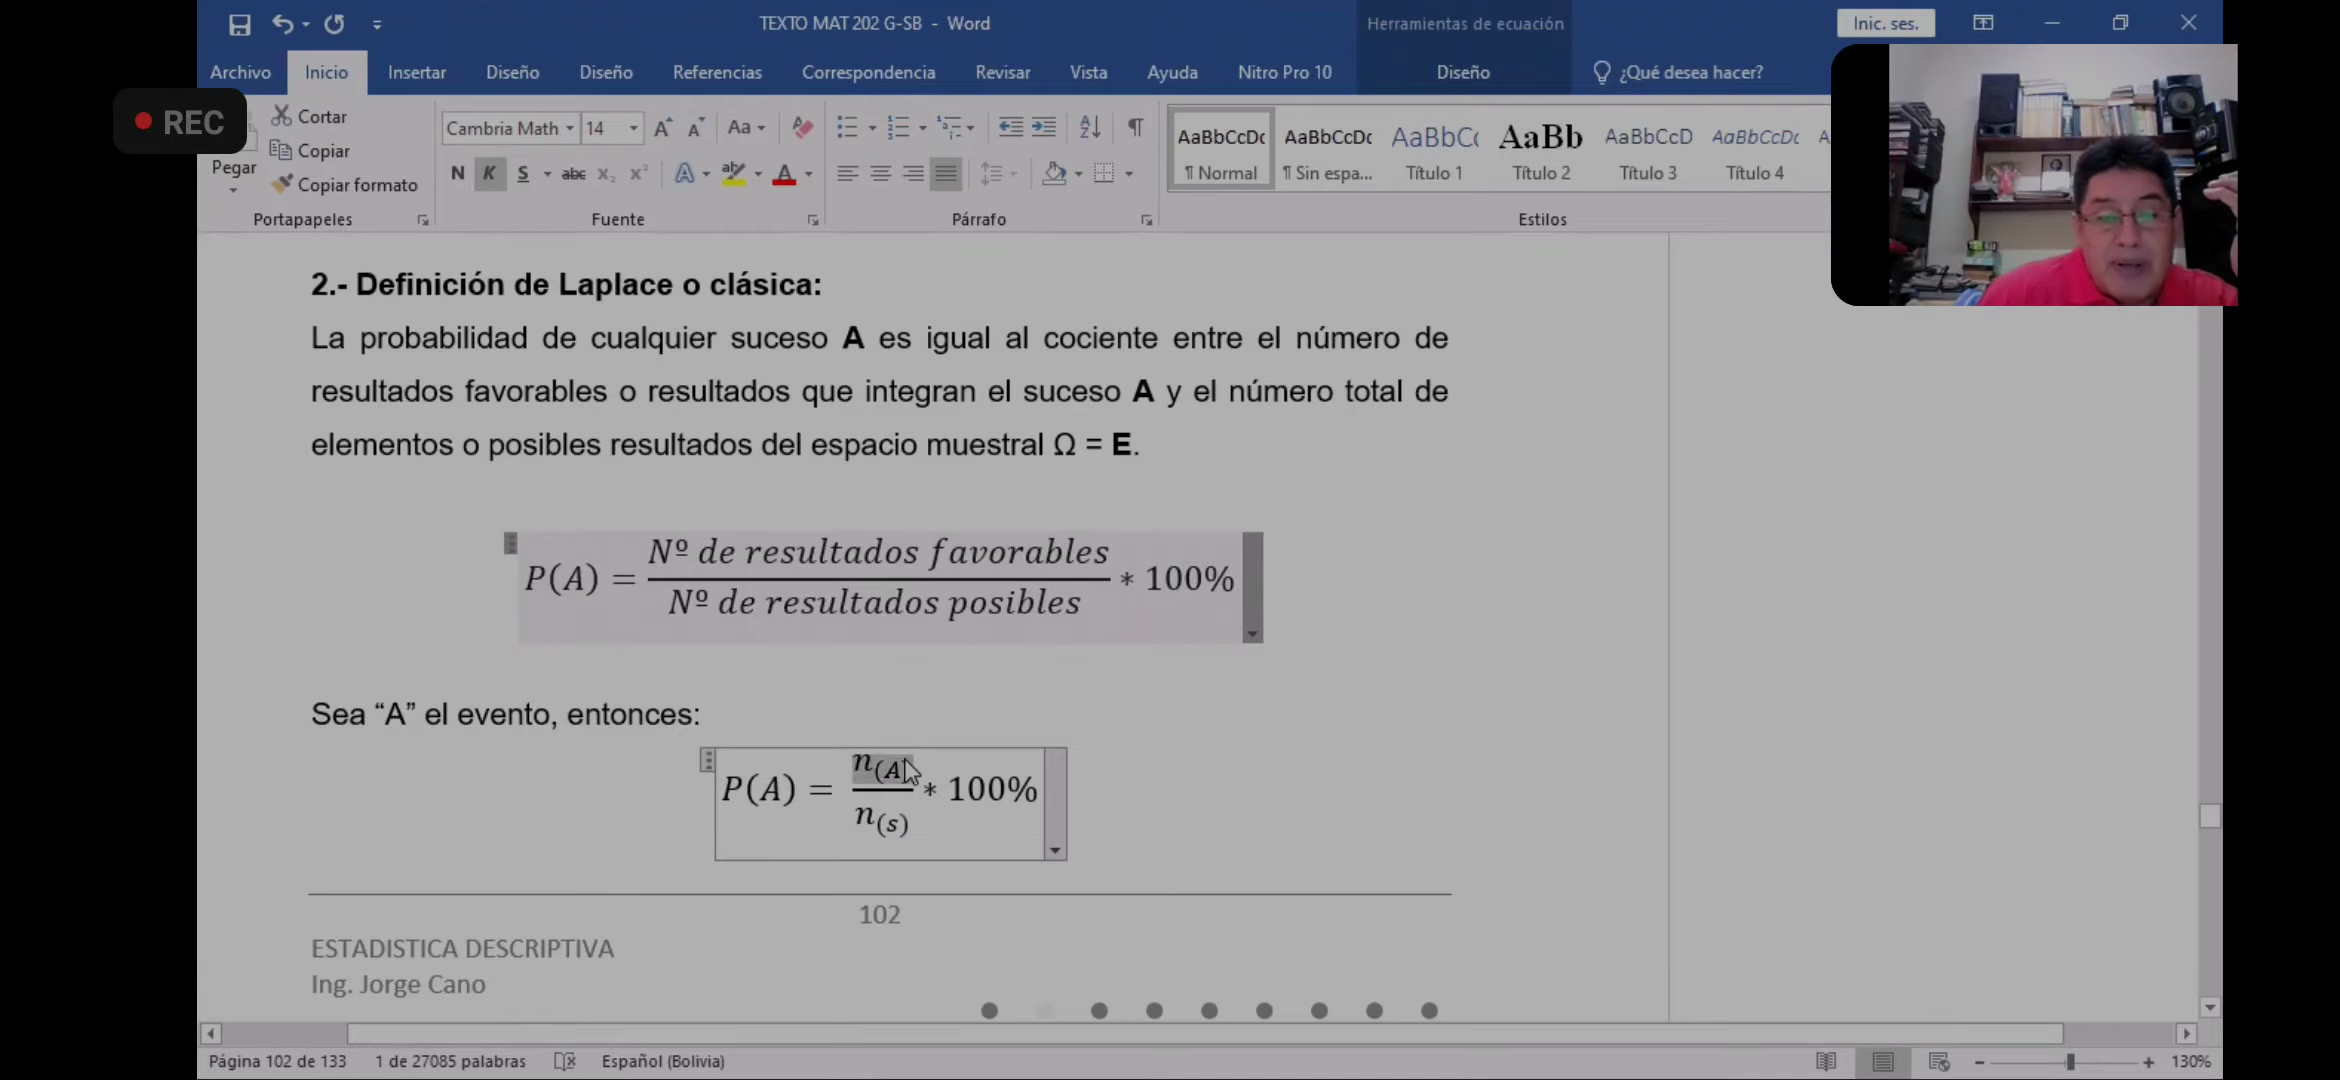 TEXTO MAT 202 G-SB - Word
Herramientas de ecuación
Inic. ses.
Archivo Inicio Insertar Diseño Diseño Referencias Correspondencia Revisar Vista Ayuda Nitro Pro 10 Diseño ¿Qué desea hacer?
REC
Pegar
Cortar
Copiar
Copiar formato
Portapapeles
Cambria Math 14
Aa
N K S abc x₂ x²
Fuente
Párrafo
AaBbCcDc AaBbCcDc AaBbC( AaBb AaBbCcD AaBbCcDc
¶ Normal ¶ Sin espa... Título 1 Título 2 Título 3 Título 4
Estilos
2.- Definición de Laplace o clásica:
La probabilidad de cualquier suceso A es igual al cociente entre el número de
resultados favorables o resultados que integran el suceso A y el número total de
elementos o posibles resultados del espacio muestral Ω = E.
P(A) = Nº de resultados favorables / Nº de resultados posibles * 100%
Sea “A” el evento, entonces:
P(A) = n(A) / n(s) * 100%
102
ESTADISTICA DESCRIPTIVA
Ing. Jorge Cano
Página 102 de 133 1 de 27085 palabras Español (Bolivia) 130%